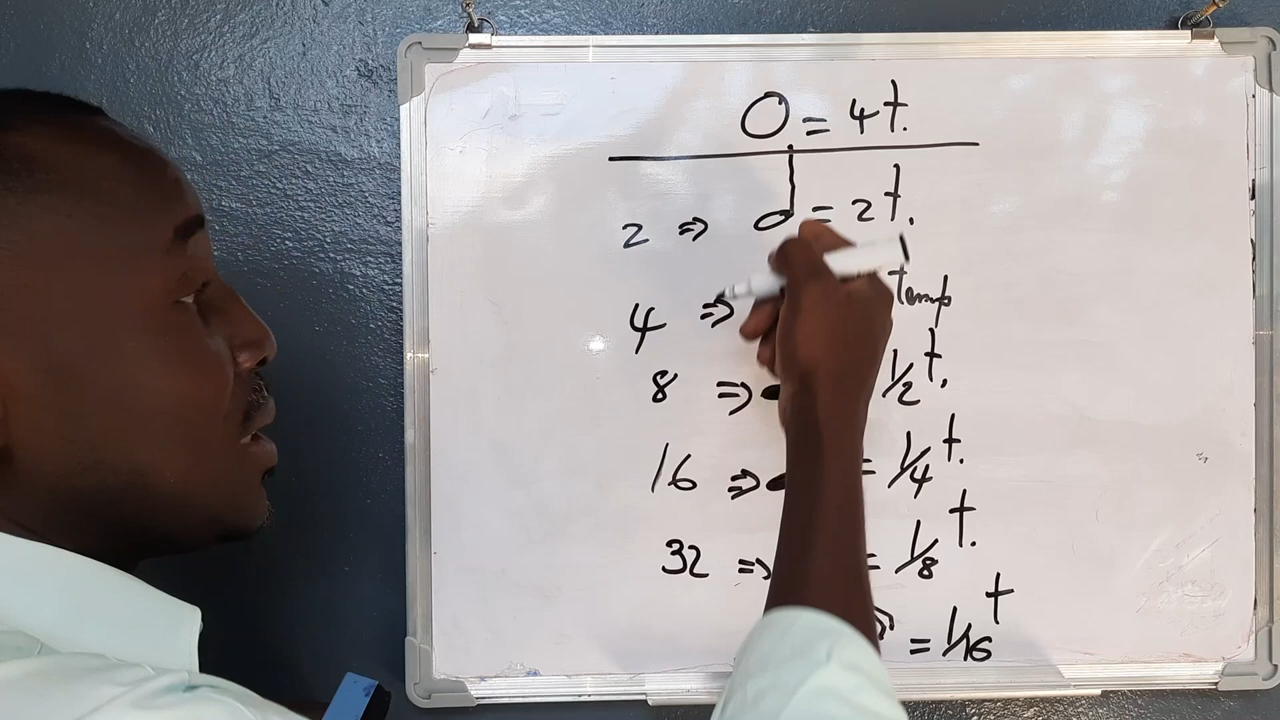 O = 4t.
2 ⇒ = 2t.
4 ⇒ temp
8 ⇒ 1/2 t.
16 ⇒ = 1/4 t.
32 ⇒ = 1/8 t.
= 1/16 t